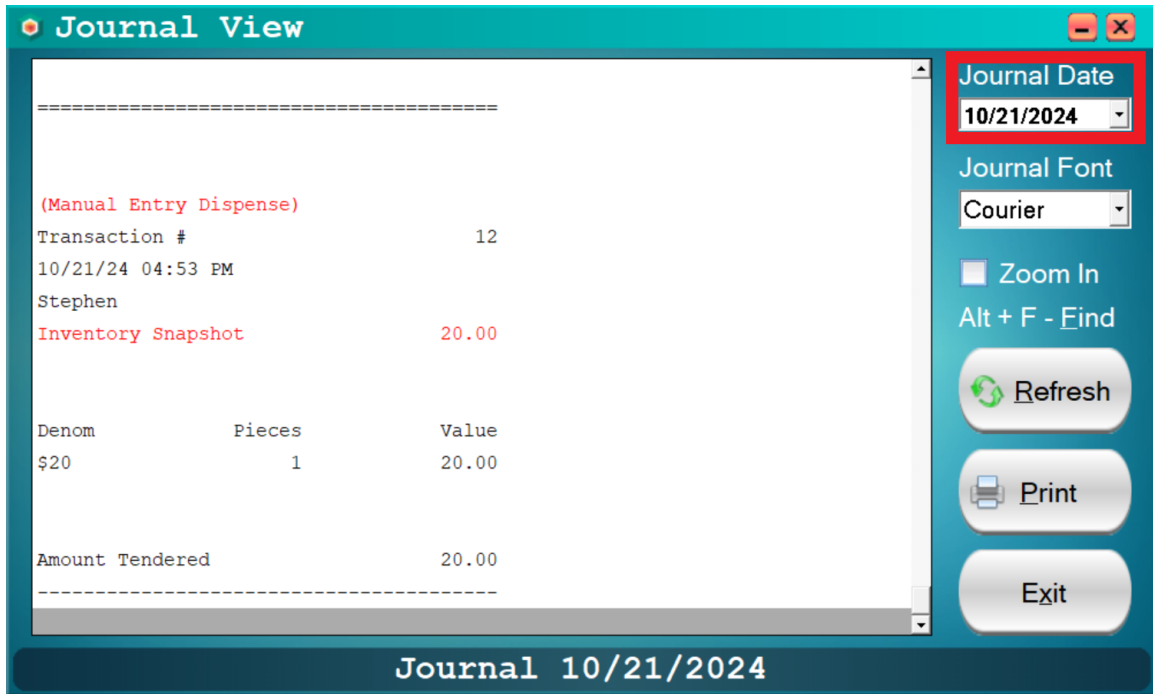 Journal View
========================================
(Manual Entry Dispense)
Transaction # 12
10/21/24 04:53 PM
Stephen
Inventory Snapshot 20.00
Denom Pieces Value
$20 1 20.00
Amount Tendered 20.00
----------------------------------------
Journal Date
10/21/2024
Journal Font
Courier
Zoom In
Alt + F - Find
Refresh
Print
Exit
Journal 10/21/2024